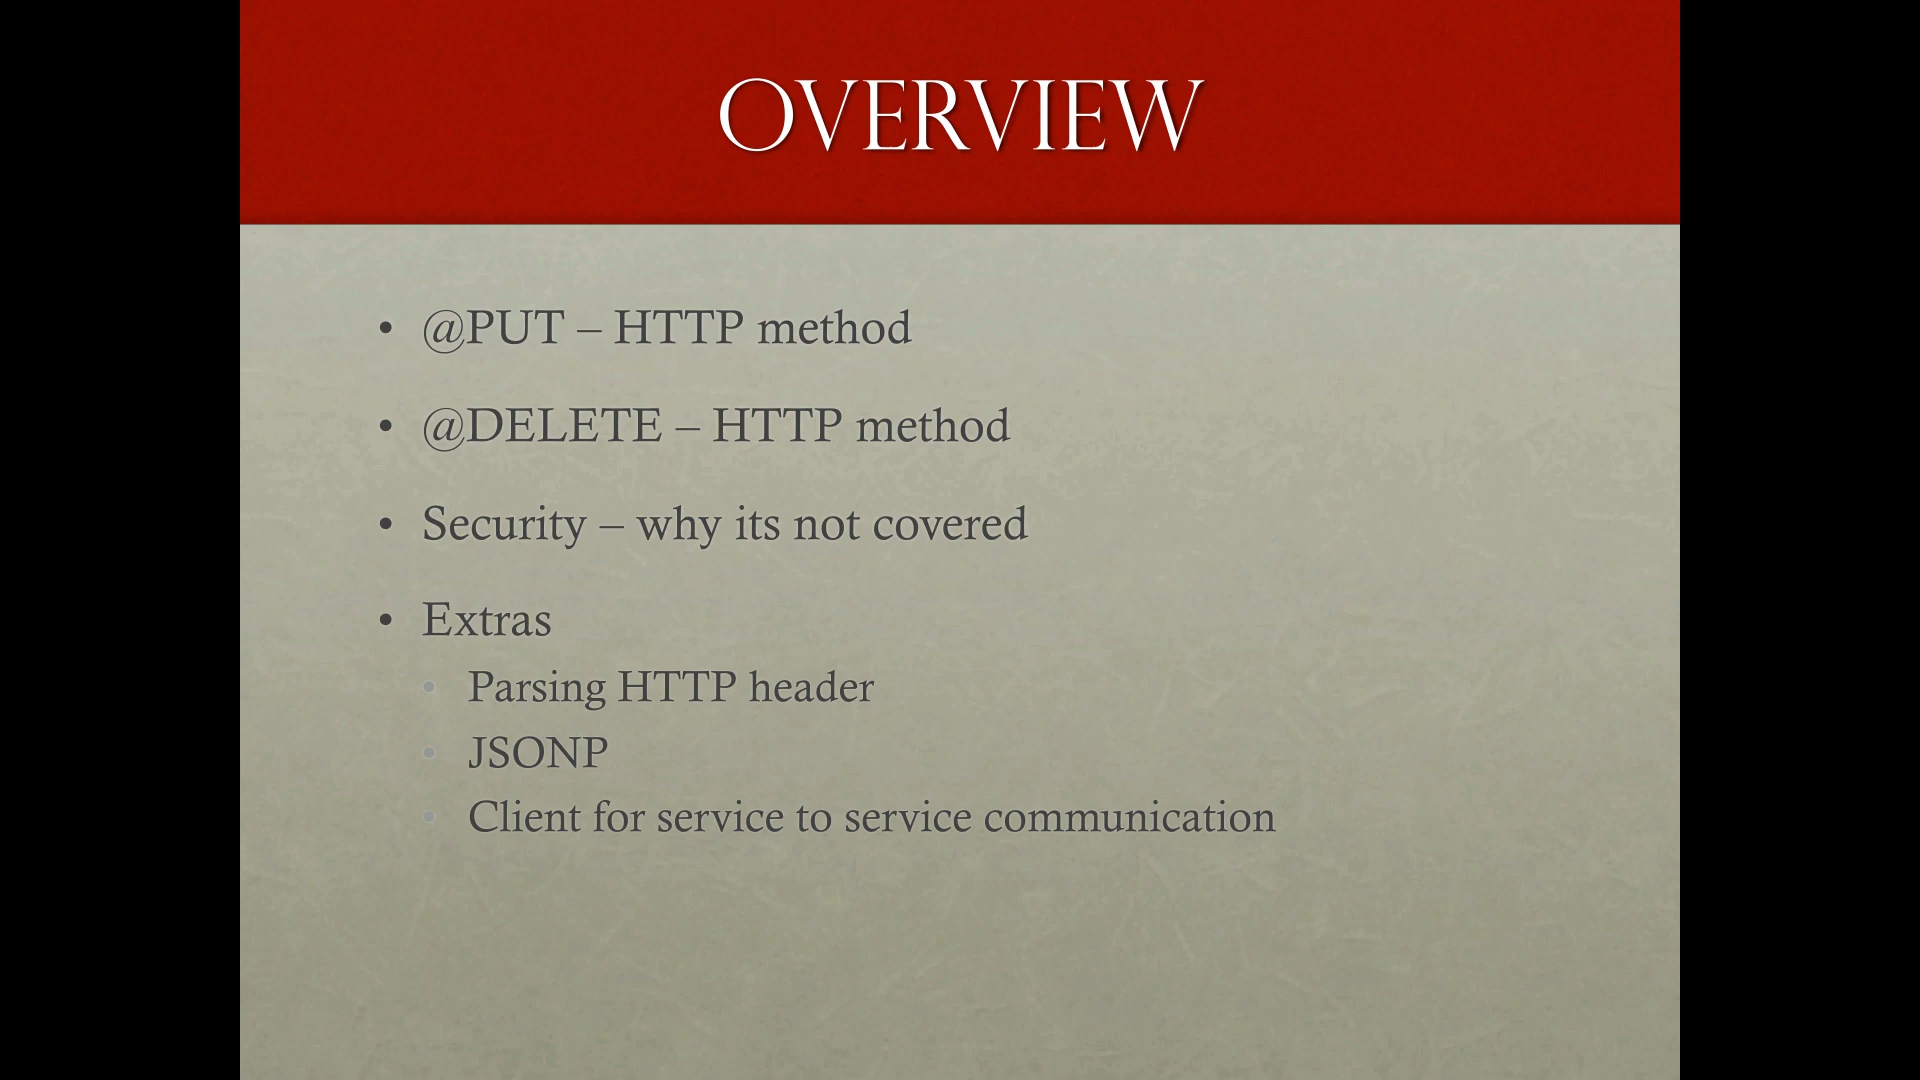 OVERVIEW
• @PUT – HTTP method
• @DELETE – HTTP method
• Security – why its not covered
• Extras
• Parsing HTTP header
• JSONP
• Client for service to service communication